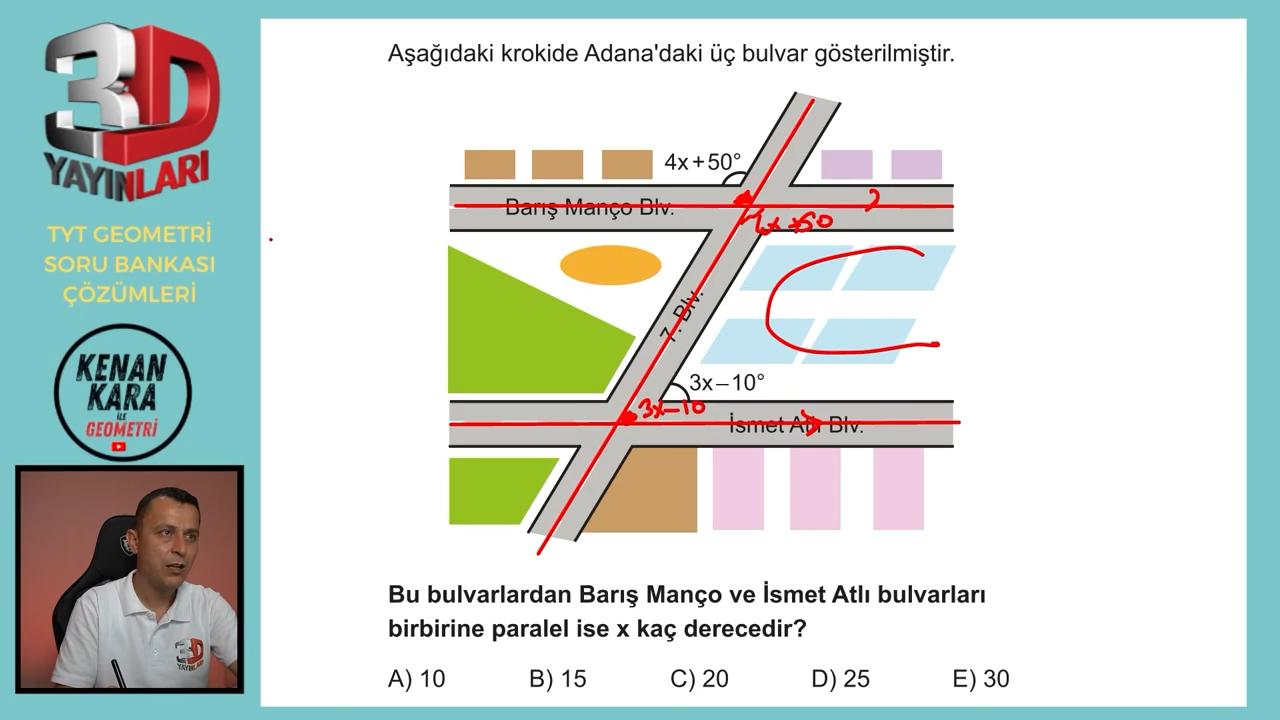 3D
YAYINLARI
TYT GEOMETRİ
SORU BANKASI
ÇÖZÜMLERİ
KENAN
KARA
İLE
GEOMETRİ
3D
YAYINLARI
Aşağıdaki krokide Adana'daki üç bulvar gösterilmiştir.
4x+50°
Barış Manço Blv.
4x+50
7. Blv.
3x−10°
3x−10
İsmet Atlı Blv.
Bu bulvarlardan Barış Manço ve İsmet Atlı bulvarları
birbirine paralel ise x kaç derecedir?
A) 10 B) 15 C) 20 D) 25 E) 30